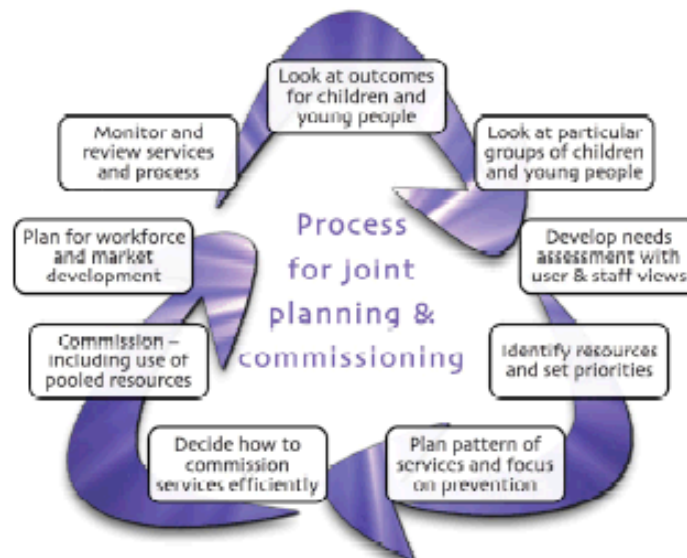 Look at outcomes
for children and
young people
Look at particular
groups of children
and young people
Develop needs
assessment with
user & staff views
Identify resources
and set priorities
Plan pattern of
services and focus
on prevention
Decide how to
commission
services efficiently
Commission –
including use of
pooled resources
Plan for workforce
and market
development
Monitor and
review services
and process
Process
for joint
planning &
commissioning